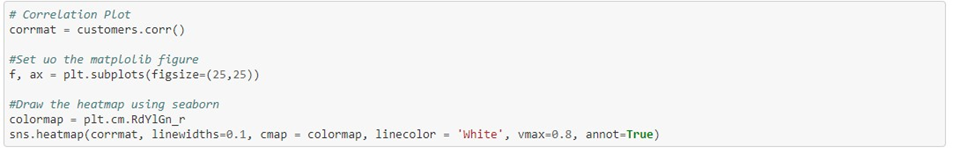 # Correlation Plot
corrmat = customers.corr()
#Set uo the matplolib figure
f, ax = plt.subplots(figsize=(25,25))
#Draw the heatmap using seaborn
colormap = plt.cm.RdYlGn_r
sns.heatmap(corrmat, linewidths=0.1, cmap = colormap, linecolor = 'White', vmax=0.8, annot=True)